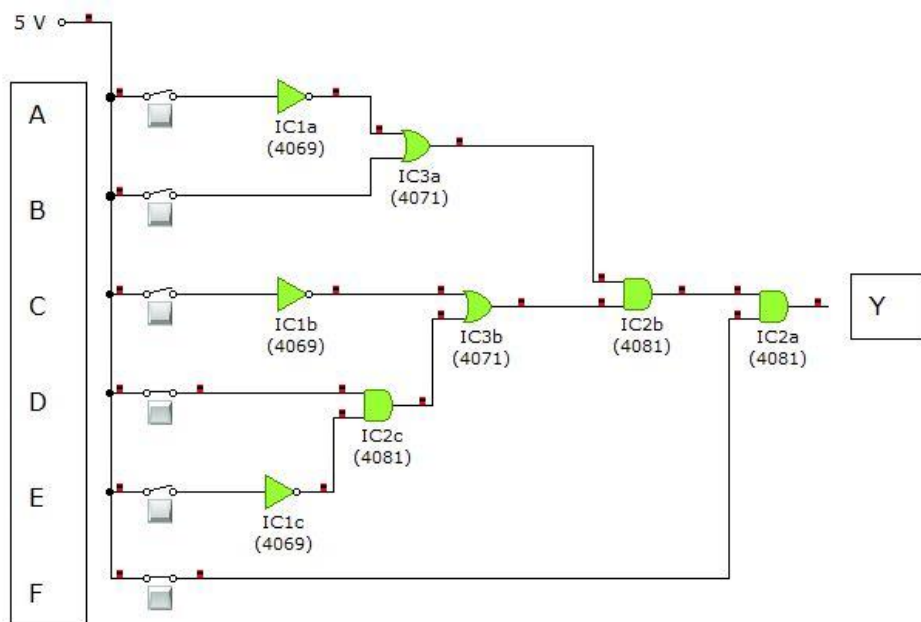 5 V
A
IC1a
(4069)
IC3a
(4071)
B
C
IC1b
(4069)
IC3b
(4071)
IC2b
(4081)
IC2a
(4081)
Y
D
IC2c
(4081)
E
IC1c
(4069)
F